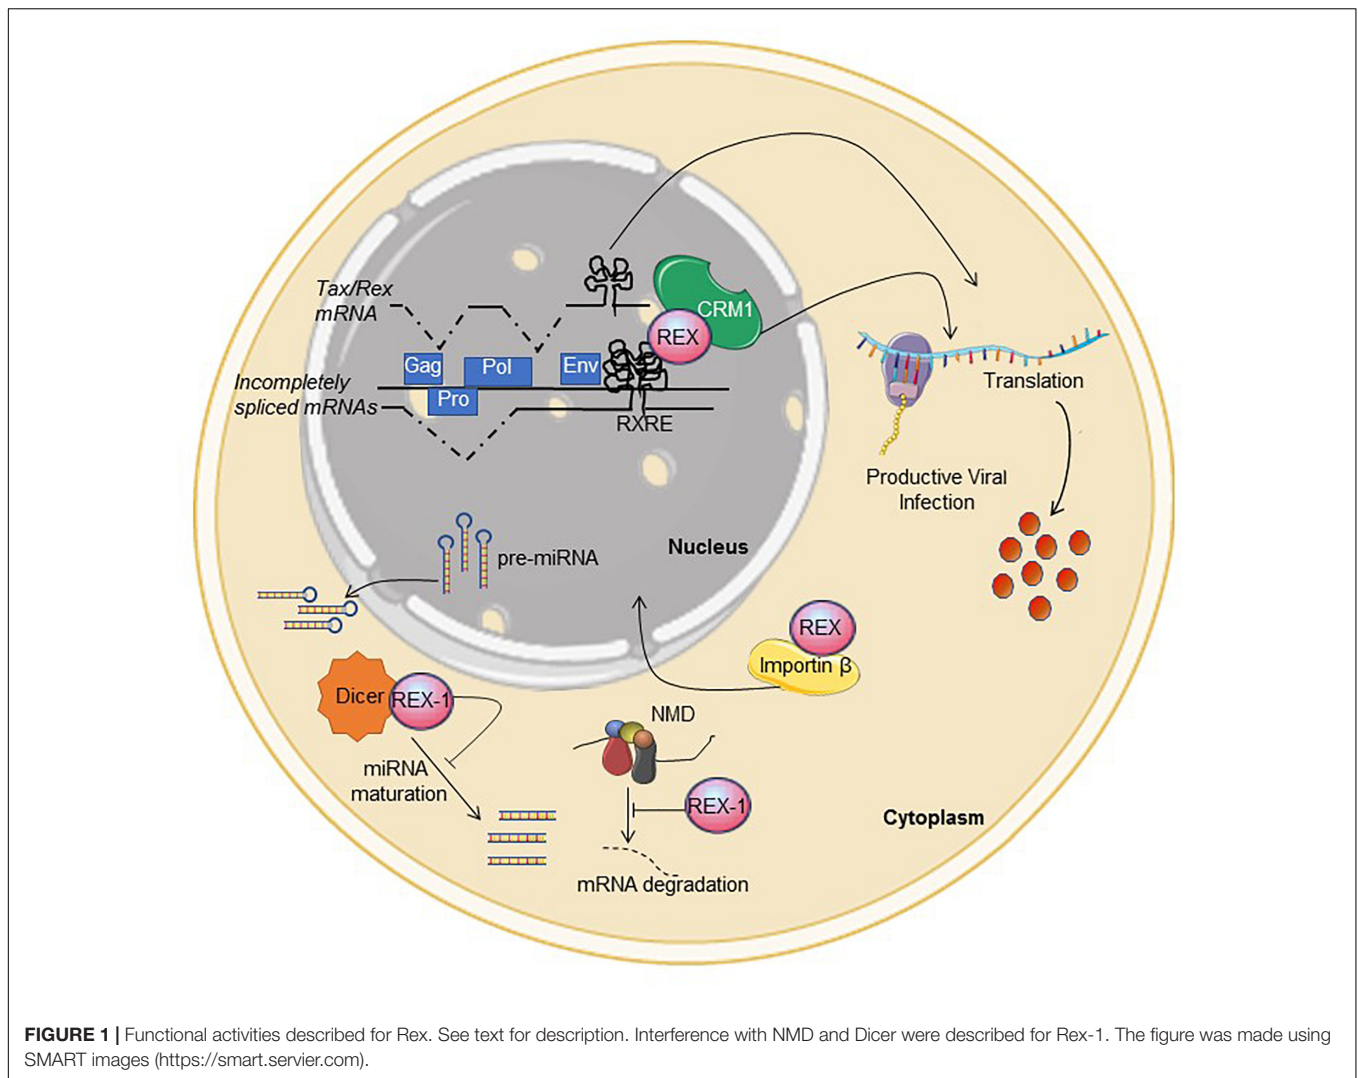 Tax/Rex
mRNA
CRM1
REX
Gag
Pol
Env
Incompletely
spliced mRNAs
Pro
RXRE
Translation
Productive Viral
Infection
Nucleus
pre-miRNA
REX
Importin β
Dicer
REX-1
NMD
miRNA
maturation
REX-1
Cytoplasm
mRNA degradation
FIGURE 1 | Functional activities described for Rex. See text for description. Interference with NMD and Dicer were described for Rex-1. The figure was made using
SMART images (https://smart.servier.com).